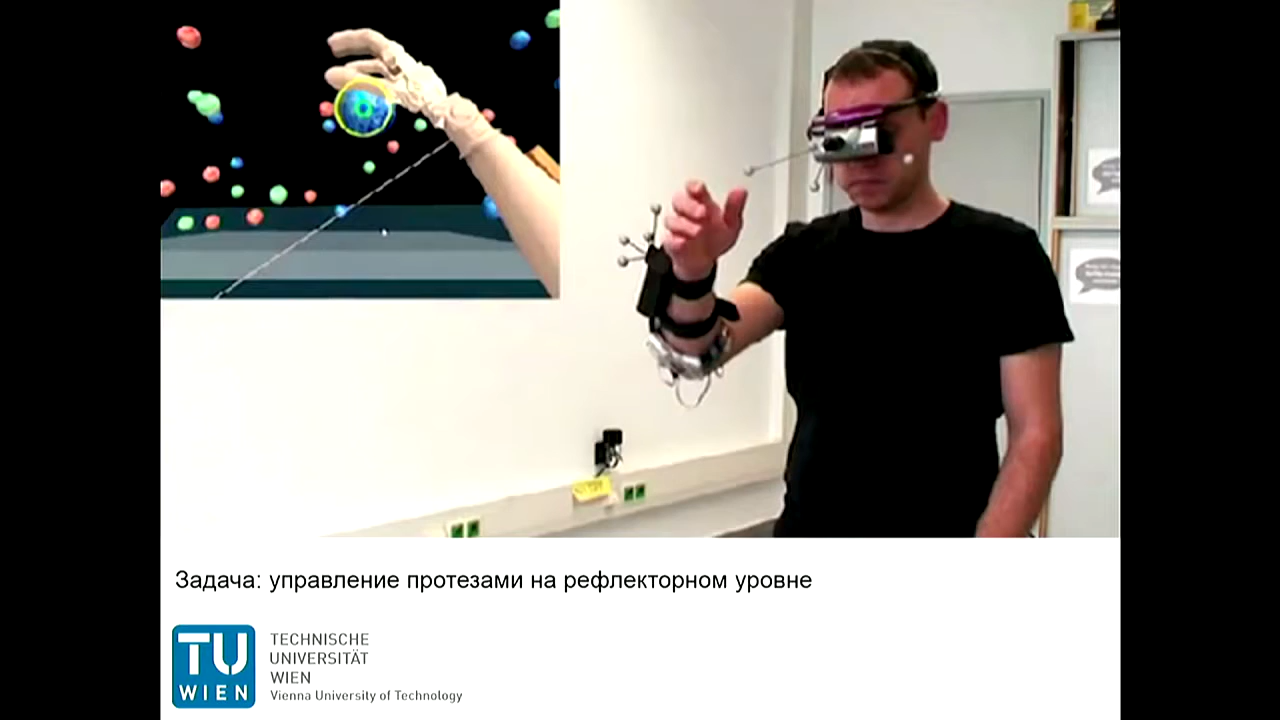 Задача: управление протезами на рефлекторном уровне
TU
WIEN
TECHNISCHE
UNIVERSITÄT
WIEN
Vienna University of Technology